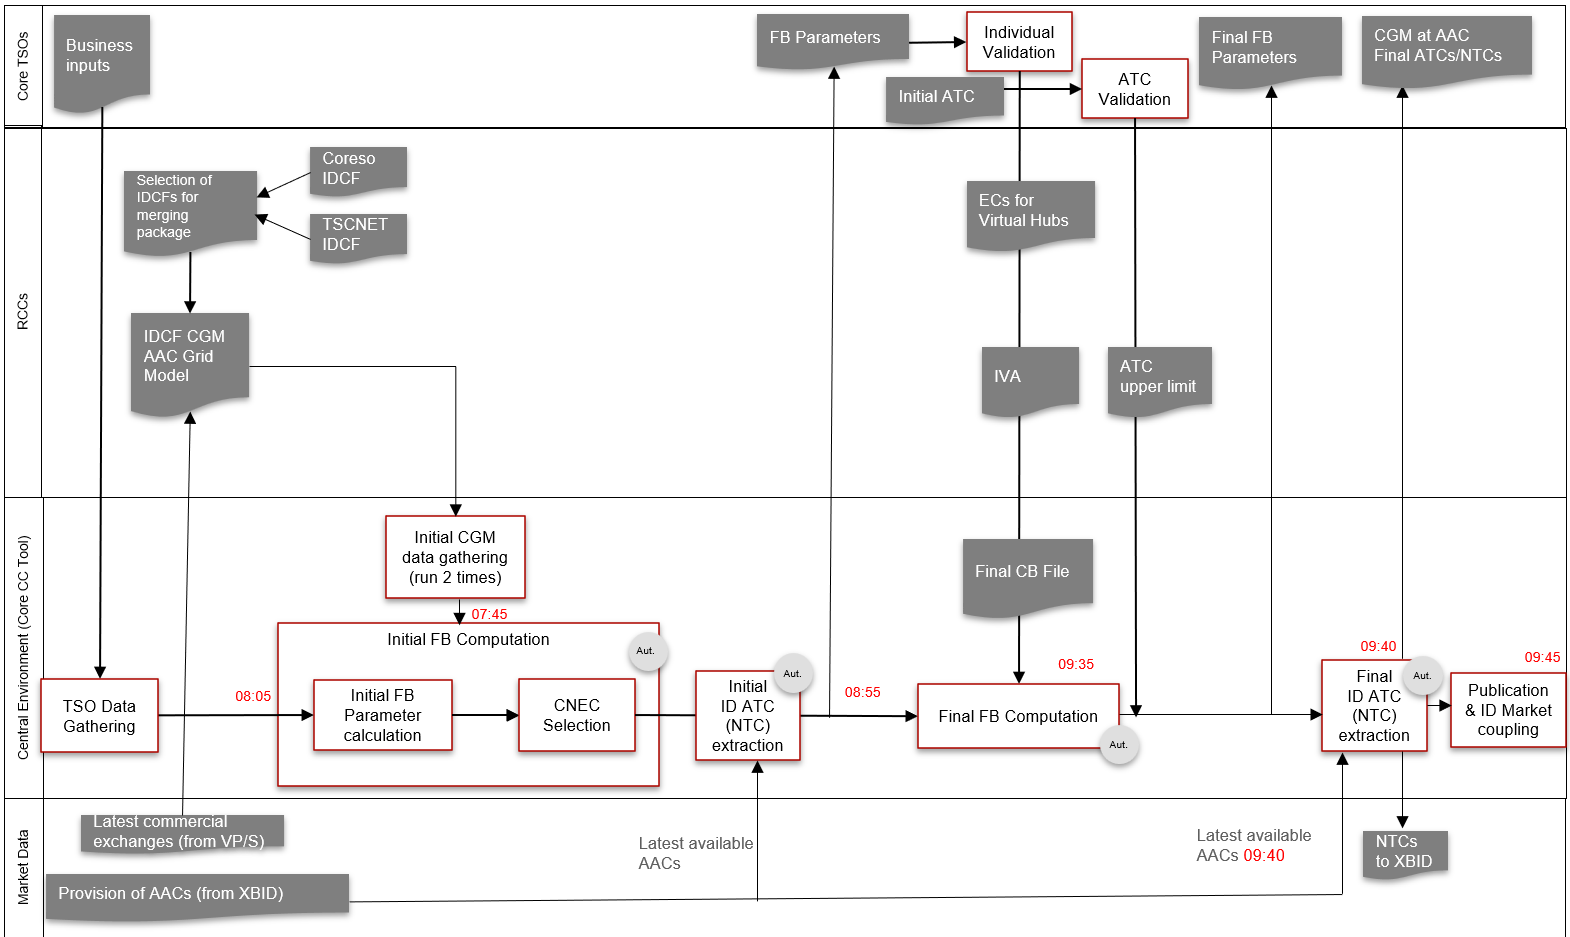 Core TSOs
Business
inputs
FB Parameters
Individual
Validation
Initial ATC
ATC
Validation
Final FB
Parameters
CGM at AAC
Final ATCs/NTCs
RCCs
Selection of
IDCFs for
merging
package
Coreso
IDCF
TSCNET
IDCF
IDCF CGM
AAC Grid
Model
ECs for
Virtual Hubs
IVA
ATC
upper limit
Central Environment (Core CC Tool)
Initial CGM
data gathering
(run 2 times)
07:45
Initial FB Computation
Aut.
TSO Data
Gathering
08:05
Initial FB
Parameter
calculation
CNEC
Selection
Initial
ID ATC
(NTC)
extraction
Aut.
08:55
Final CB File
09:35
Final FB Computation
Aut.
09:40
Final
ID ATC
(NTC)
extraction
Aut.
09:45
Publication
& ID Market
coupling
Market Data
Latest commercial
exchanges (from VP/S)
Provision of AACs (from XBID)
Latest available
AACs
Latest available
AACs 09:40
NTCs
to XBID